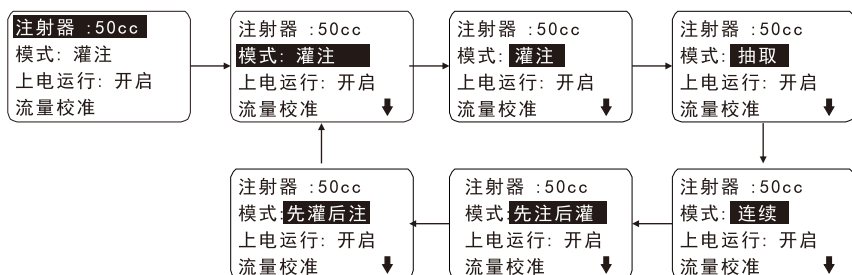 注射器 :50cc
模式: 灌注
上电运行: 开启
流量校准
注射器 :50cc
模式: 灌注
上电运行: 开启
流量校准
注射器 :50cc
模式: 灌注
上电运行: 开启
流量校准
注射器 :50cc
模式: 抽取
上电运行: 开启
流量校准
注射器 :50cc
模式: 连续
上电运行: 开启
流量校准
注射器 :50cc
模式:先注后灌
上电运行: 开启
流量校准
注射器 :50cc
模式:先灌后注
上电运行: 开启
流量校准